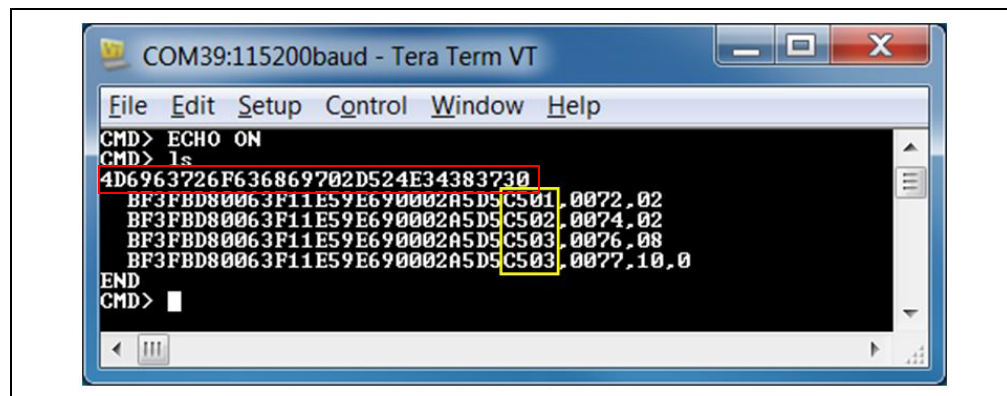 COM39:115200baud - Tera Term VT
File Edit Setup Control Window Help
CMD> ECHO ON
CMD> ls
4D6963726F636869702D524E34383730
BF3FBD80063F11E59E690002A5D5C501,0072,02
BF3FBD80063F11E59E690002A5D5C502,0074,02
BF3FBD80063F11E59E690002A5D5C503,0076,08
BF3FBD80063F11E59E690002A5D5C503,0077,10,0
END
CMD>